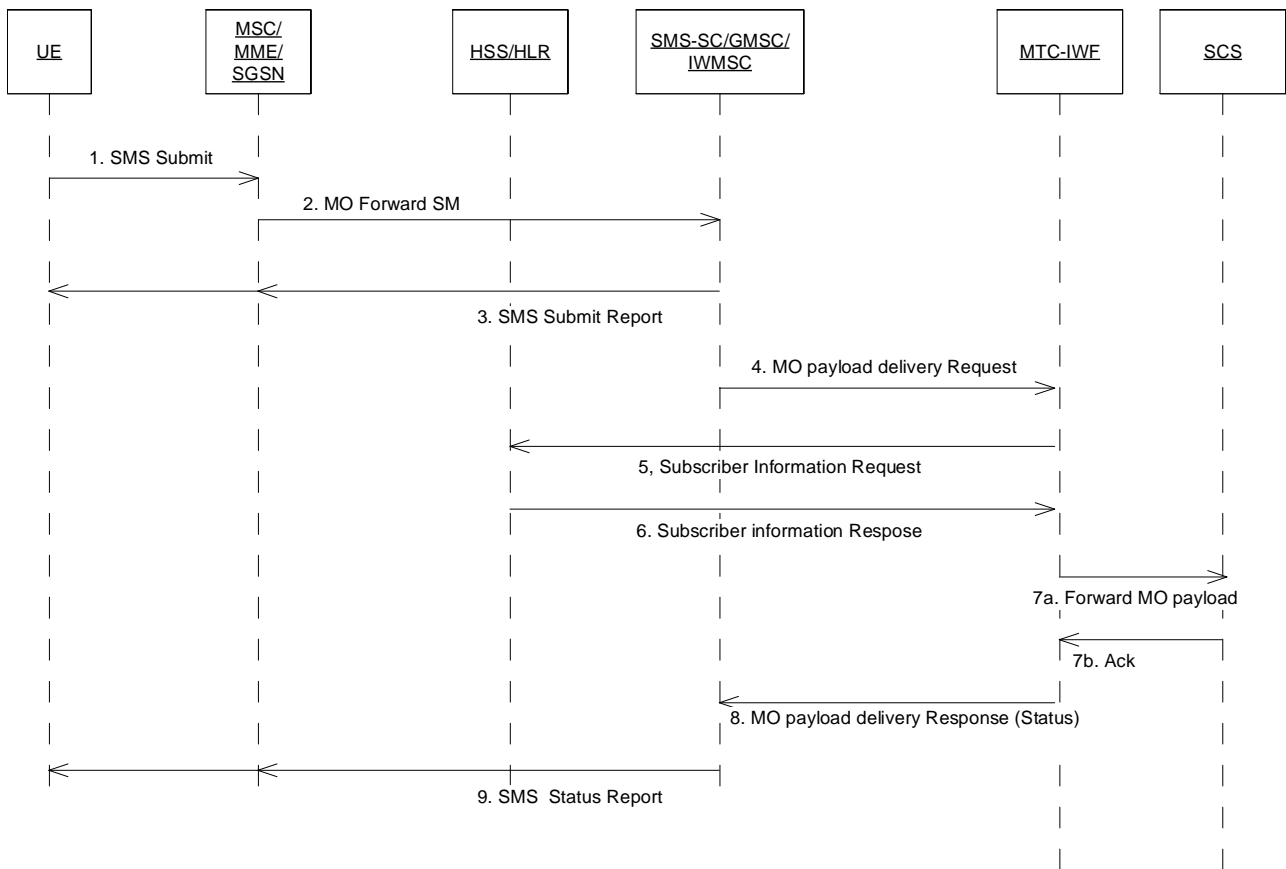 UE
MSC/
MME/
SGSN
HSS/HLR
SMS-SC/GMSC/
IWMSC
MTC-IWF
SCS
1. SMS Submit
2. MO Forward SM
3. SMS Submit Report
4. MO payload delivery Request
5, Subscriber Information Request
6. Subscriber information Respose
7a. Forward MO payload
7b. Ack
8. MO payload delivery Response (Status)
9. SMS Status Report